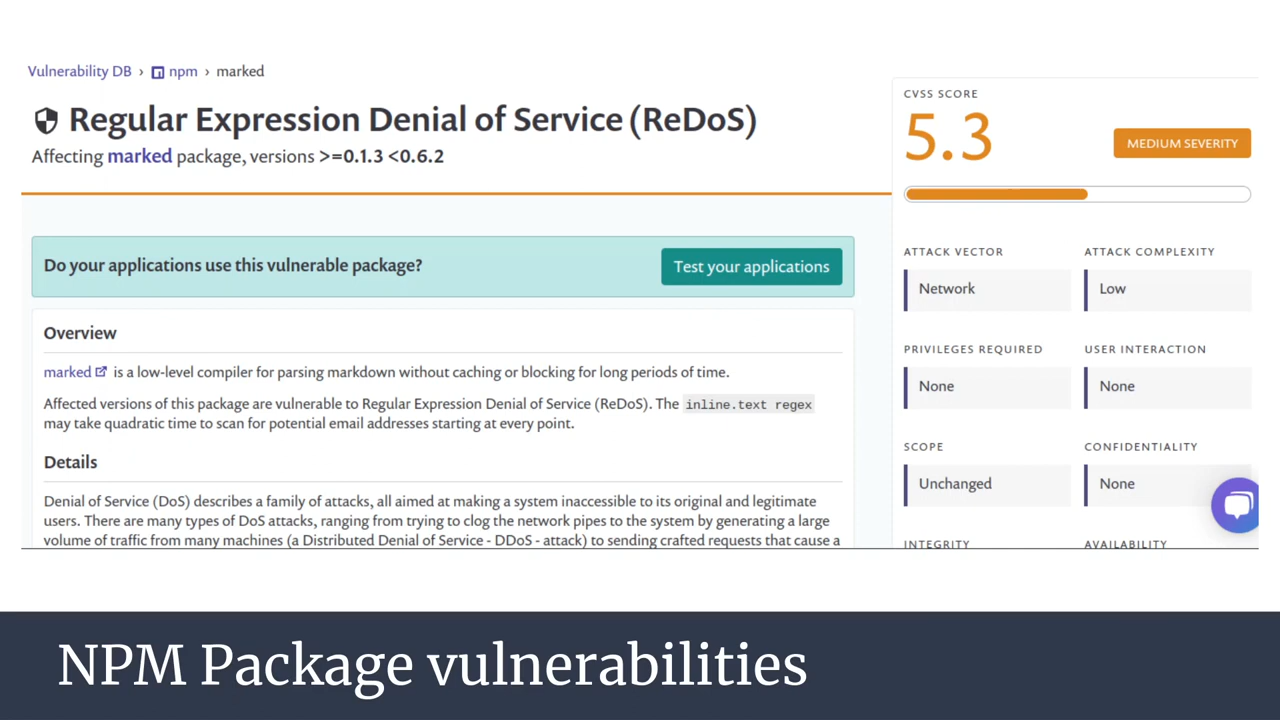 Vulnerability DB › npm › marked
Regular Expression Denial of Service (ReDoS)
Affecting marked package, versions >=0.1.3 <0.6.2
Do your applications use this vulnerable package?
Test your applications
Overview
marked is a low-level compiler for parsing markdown without caching or blocking for long periods of time.
Affected versions of this package are vulnerable to Regular Expression Denial of Service (ReDoS). The inline.text regex
may take quadratic time to scan for potential email addresses starting at every point.
Details
Denial of Service (DoS) describes a family of attacks, all aimed at making a system inaccessible to its original and legitimate
users. There are many types of DoS attacks, ranging from trying to clog the network pipes to the system by generating a large
volume of traffic from many machines (a Distributed Denial of Service - DDoS - attack) to sending crafted requests that cause a
CVSS SCORE
5.3
MEDIUM SEVERITY
ATTACK VECTOR
Network
ATTACK COMPLEXITY
Low
PRIVILEGES REQUIRED
None
USER INTERACTION
None
SCOPE
Unchanged
CONFIDENTIALITY
None
INTEGRITY
AVAILABILITY
NPM Package vulnerabilities